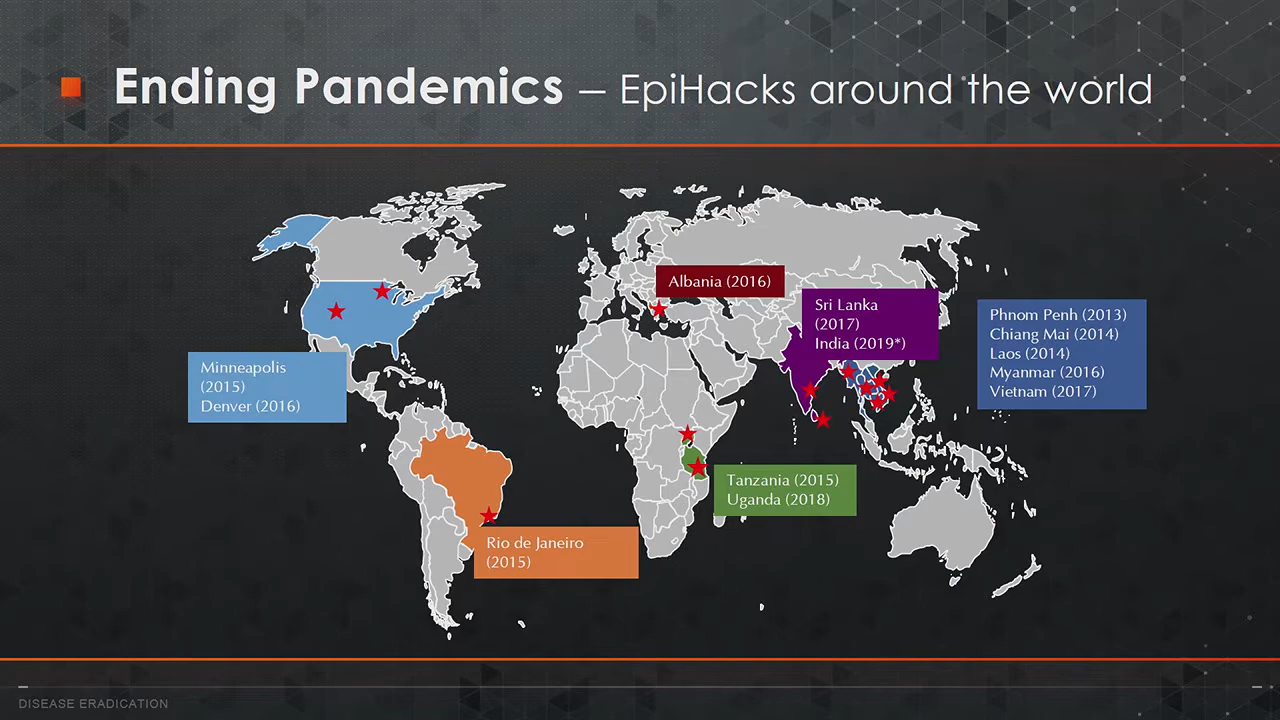 Ending Pandemics – EpiHacks around the world
Albania (2016)
Sri Lanka
(2017)
India (2019*)
Phnom Penh (2013)
Chiang Mai (2014)
Laos (2014)
Myanmar (2016)
Vietnam (2017)
Minneapolis
(2015)
Denver (2016)
Tanzania (2015)
Uganda (2018)
Rio de Janeiro
(2015)
DISEASE ERADICATION